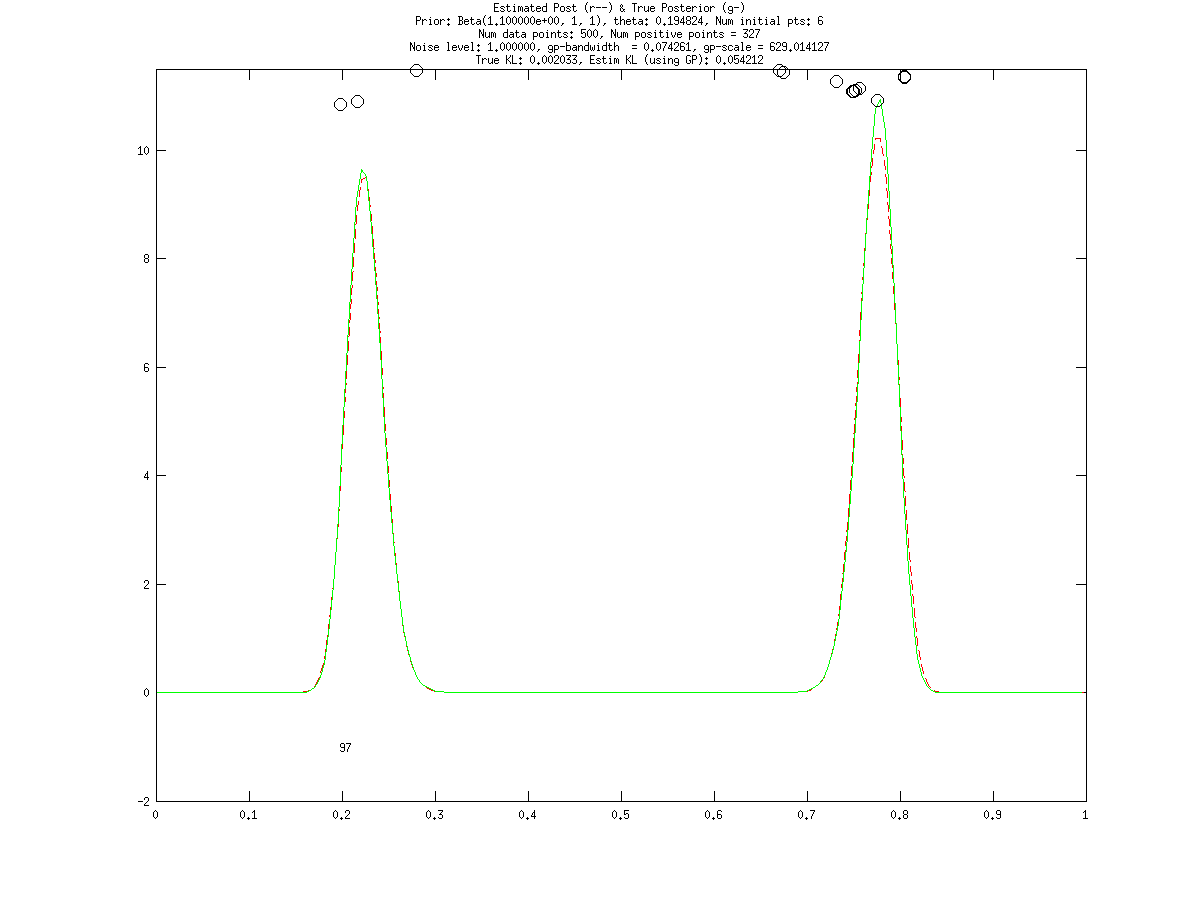 Estimated Post (r--) & True Posterior (g-)
Prior: Beta(1.100000e+00, 1, 1), theta: 0.194824, Num initial pts: 6
Num data points: 500, Num positive points = 327
Noise level: 1.000000, gp-bandwidth  = 0.074261, gp-scale = 629.014127
True KL: 0.002033, Estim KL (using GP): 0.054212
10
8
6
4
2
0
97
-2
0 0.1 0.2 0.3 0.4 0.5 0.6 0.7 0.8 0.9 1